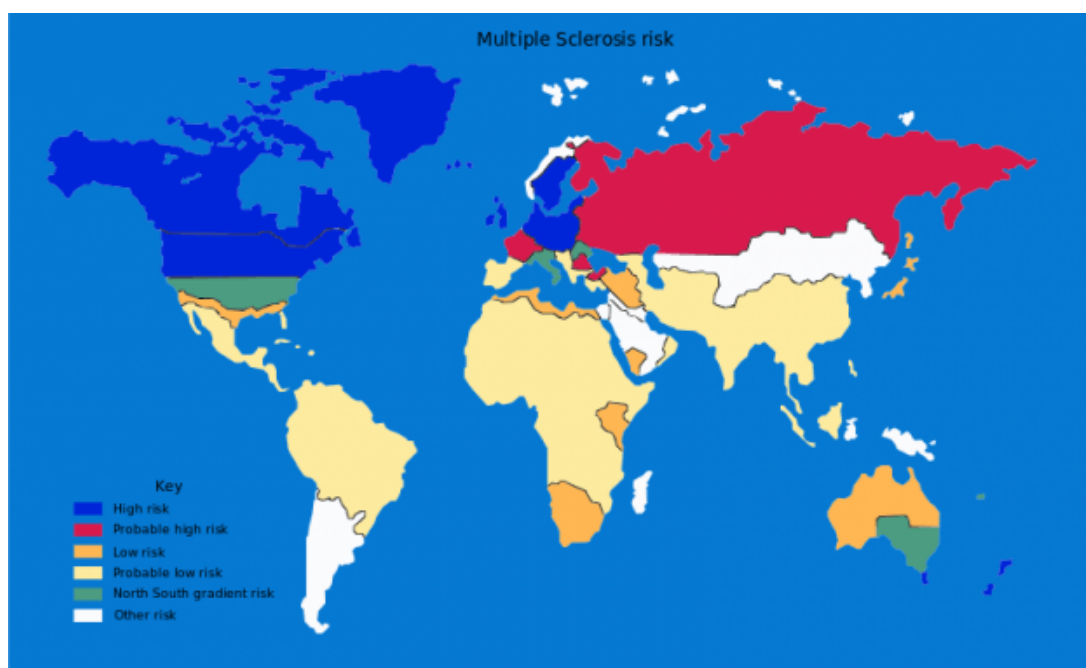 Multiple Sclerosis risk
Key
High risk
Probable high risk
Low risk
Probable low risk
North South gradient risk
Other risk